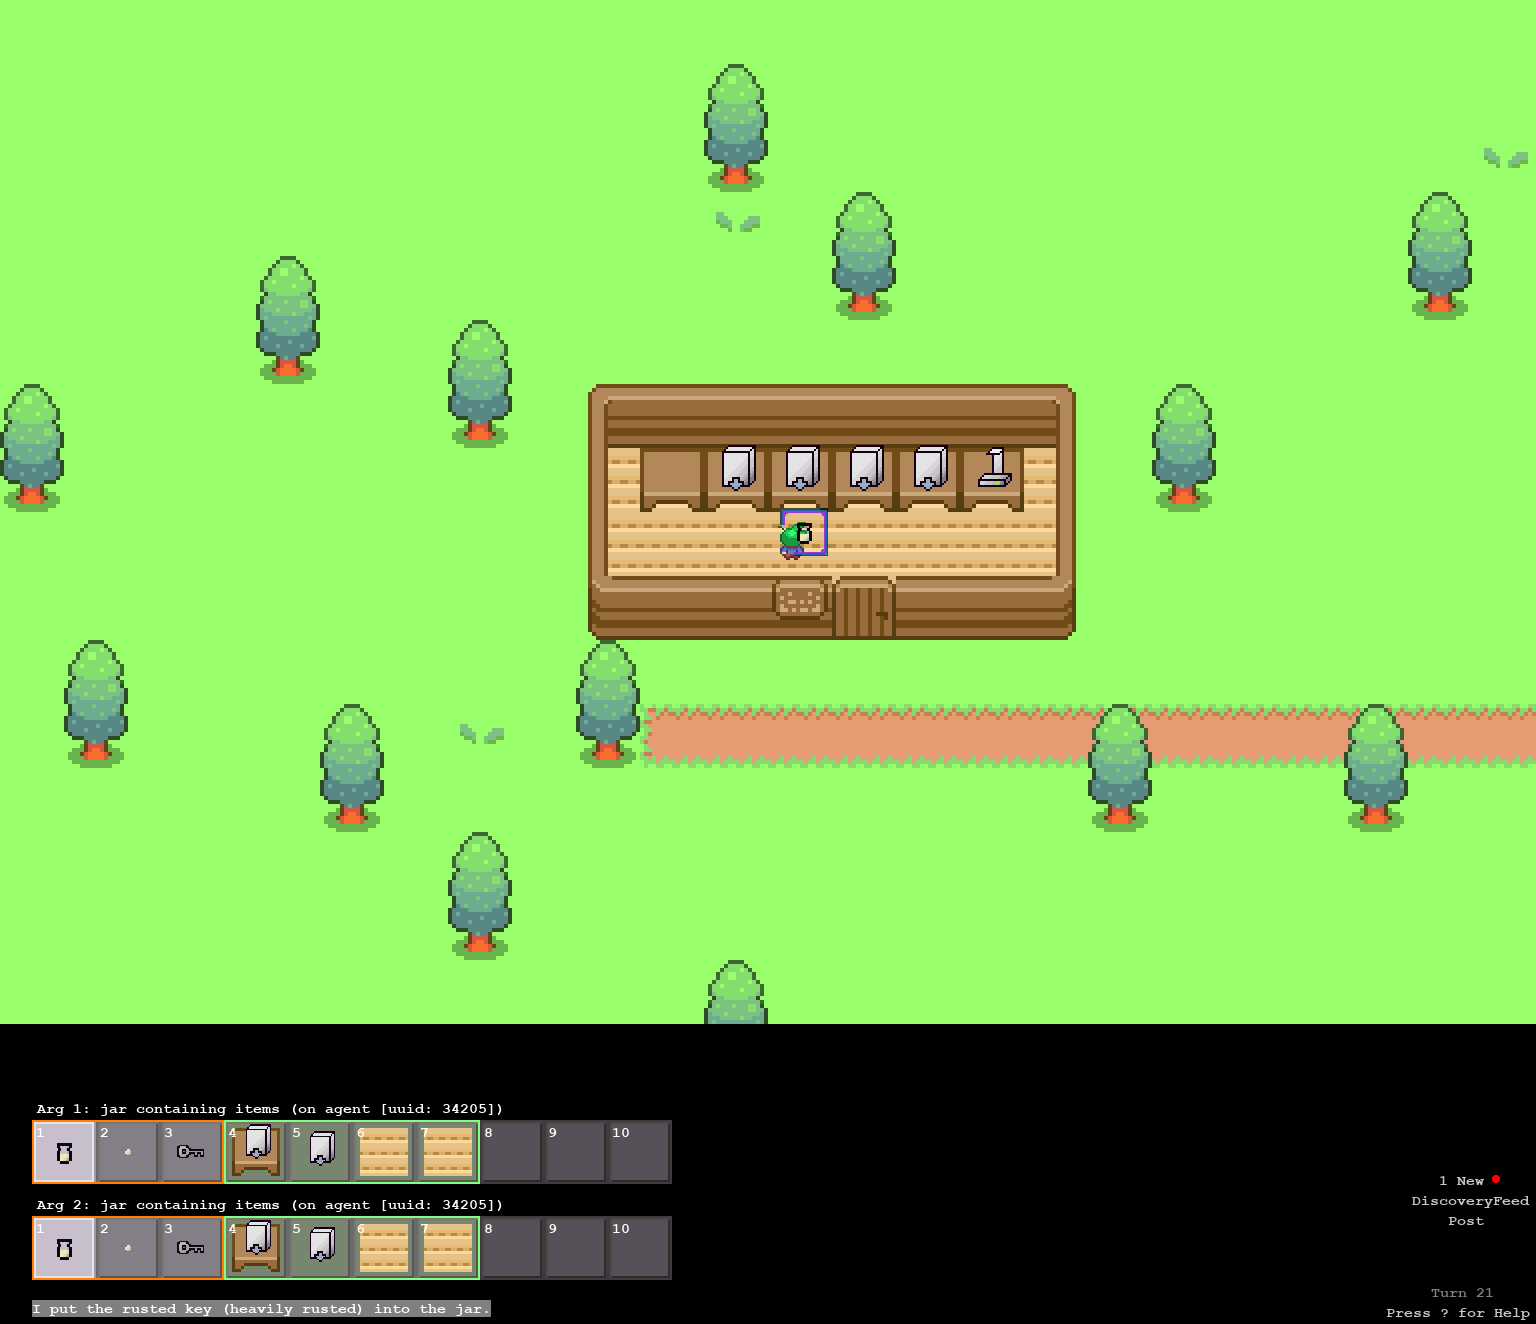 Arg 1: jar containing items (on agent [uuid: 34205])
1 2 3 4 5 6 7 8 9 10
Arg 2: jar containing items (on agent [uuid: 34205])
1 2 3 4 5 6 7 8 9 10
I put the rusted key (heavily rusted) into the jar.
1 New
DiscoveryFeed
Post
Turn 21
Press ? for Help